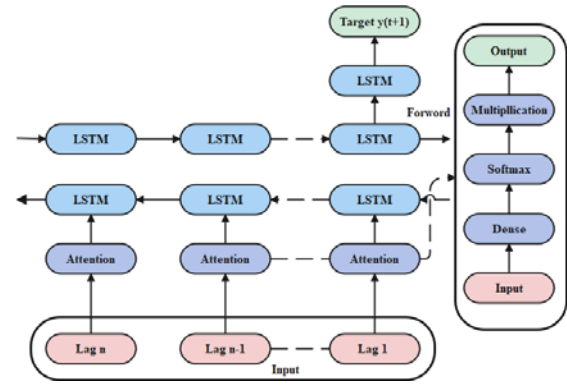 Target y(t+1)
LSTM
Forword
LSTM
LSTM
LSTM
LSTM
LSTM
LSTM
Attention
Attention
Attention
Lag n
Lag n-1
Lag 1
Input
Output
Multipllication
Softmax
Dense
Input